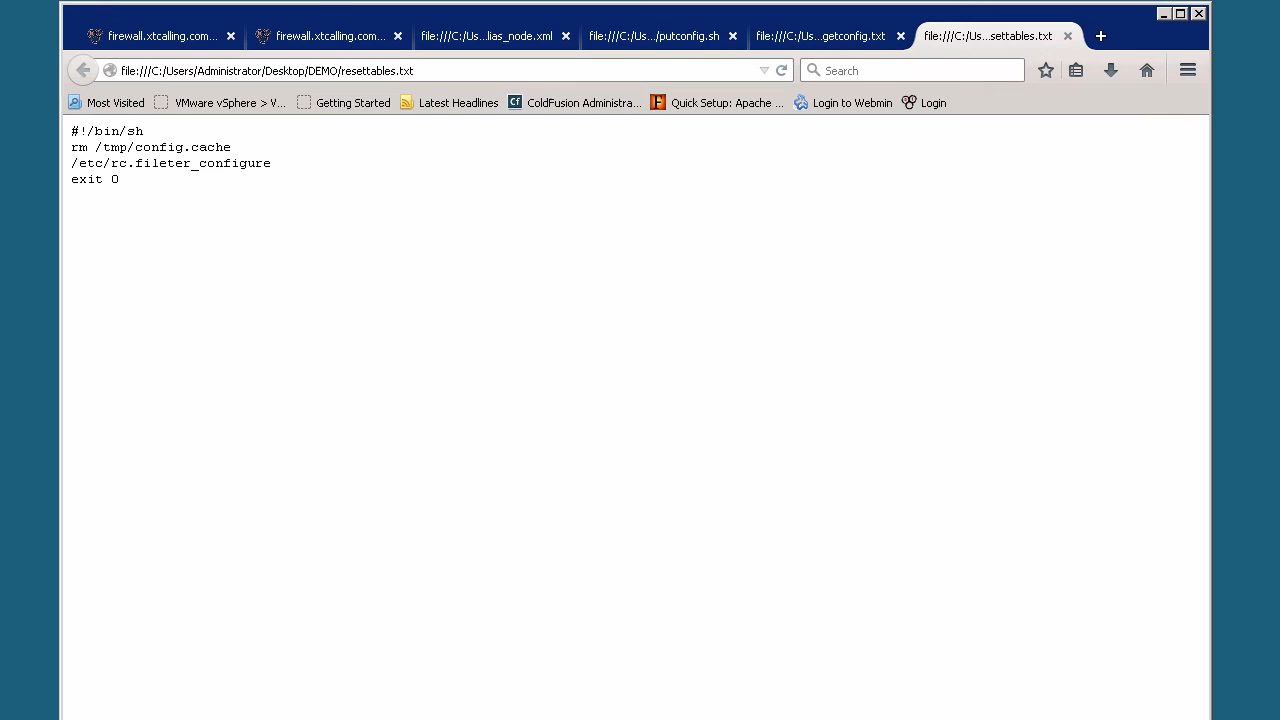 firewall.xtcalling.com... firewall.xtcalling.com... file:///C:/Us...lias_node.xml file:///C:/Us.../putconfig.sh file:///C:/Us...getconfig.txt file:///C:/Us...settables.txt
file:///C:/Users/Administrator/Desktop/DEMO/resettables.txt Search
Most Visited VMware vSphere > V... Getting Started Latest Headlines Cf ColdFusion Administra... Quick Setup: Apache ... Login to Webmin Login
#!/bin/sh
rm /tmp/config.cache
/etc/rc.fileter_configure
exit 0